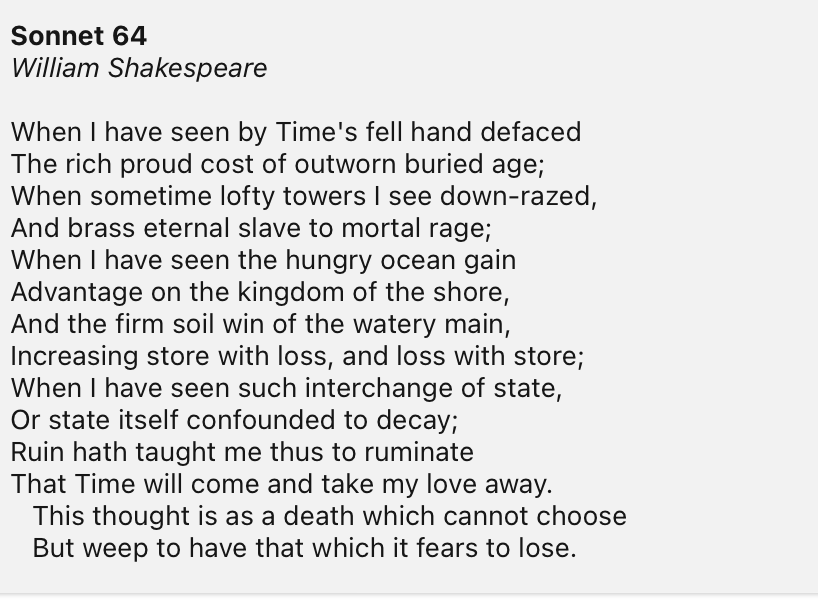 Sonnet 64
William Shakespeare
When I have seen by Time's fell hand defaced
The rich proud cost of outworn buried age;
When sometime lofty towers I see down-razed,
And brass eternal slave to mortal rage;
When I have seen the hungry ocean gain
Advantage on the kingdom of the shore,
And the firm soil win of the watery main,
Increasing store with loss, and loss with store;
When I have seen such interchange of state,
Or state itself confounded to decay;
Ruin hath taught me thus to ruminate
That Time will come and take my love away.
This thought is as a death which cannot choose
But weep to have that which it fears to lose.